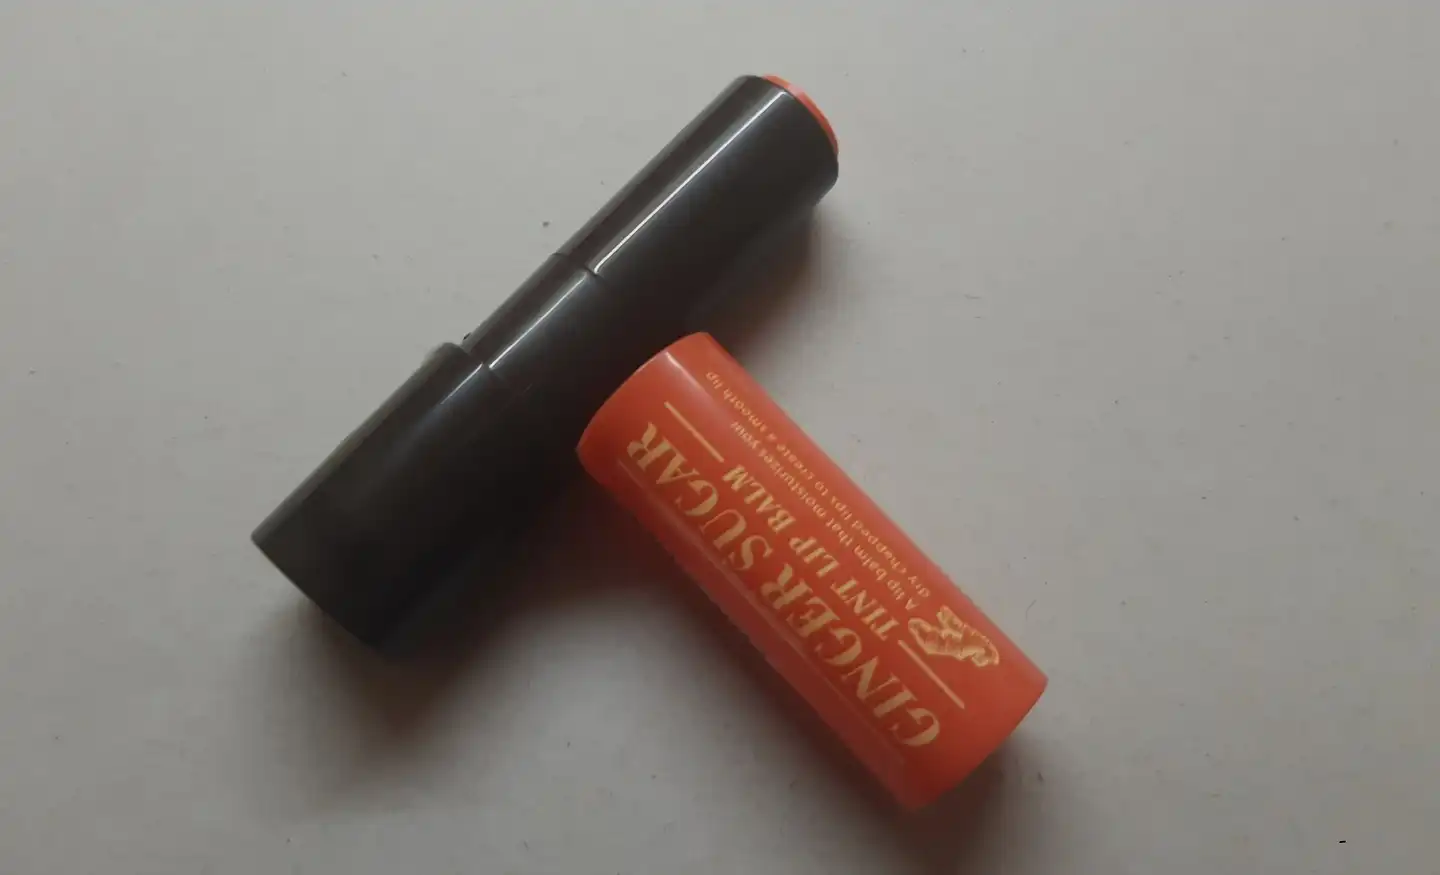 GINGER SUGAR
TINT LIP BALM
A lip balm that moisturizes your
dry chapped lips to create a smooth lip